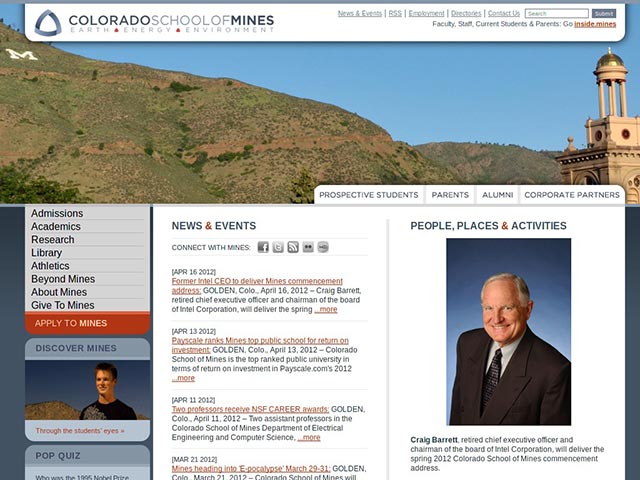 COLORADOSCHOOLOFMINES
EARTH ENERGY ENVIRONMENT
News & Events | RSS | Employment | Directories | Contact Us
Search
Submit
Faculty, Staff, Current Students & Parents: Go inside.mines
M
PROSPECTIVE STUDENTS
PARENTS
ALUMNI
CORPORATE PARTNERS
Admissions
Academics
Research
Library
Athletics
Beyond Mines
About Mines
Give To Mines
APPLY TO MINES
DISCOVER MINES
Through the students' eyes »
POP QUIZ
Who was the 1995 Nobel Prize
NEWS & EVENTS
CONNECT WITH MINES:
[APR 16 2012]
Former Intel CEO to deliver Mines commencement
address: GOLDEN, Colo., April 16, 2012 – Craig Barrett,
retired chief executive officer and chairman of the board
of Intel Corporation, will deliver the spring ...more
[APR 13 2012]
Payscale ranks Mines top public school for return on
investment: GOLDEN, Colo., April 13, 2012 – Colorado
School of Mines is the top ranked public university in
terms of return on investment in Payscale.com's 2012
...more
[APR 11 2012]
Two professors receive NSF CAREER awards: GOLDEN,
Colo., April 11, 2012 – Two assistant professors in the
Colorado School of Mines Department of Electrical
Engineering and Computer Science, ...more
[MAR 21 2012]
Mines heading into 'E-pocalypse' March 29-31: GOLDEN,
Colo., March 21, 2012 – Colorado School of Mines will
PEOPLE, PLACES & ACTIVITIES
Craig Barrett, retired chief executive officer and
chairman of the board of Intel Corporation, will deliver the
spring 2012 Colorado School of Mines commencement
address.